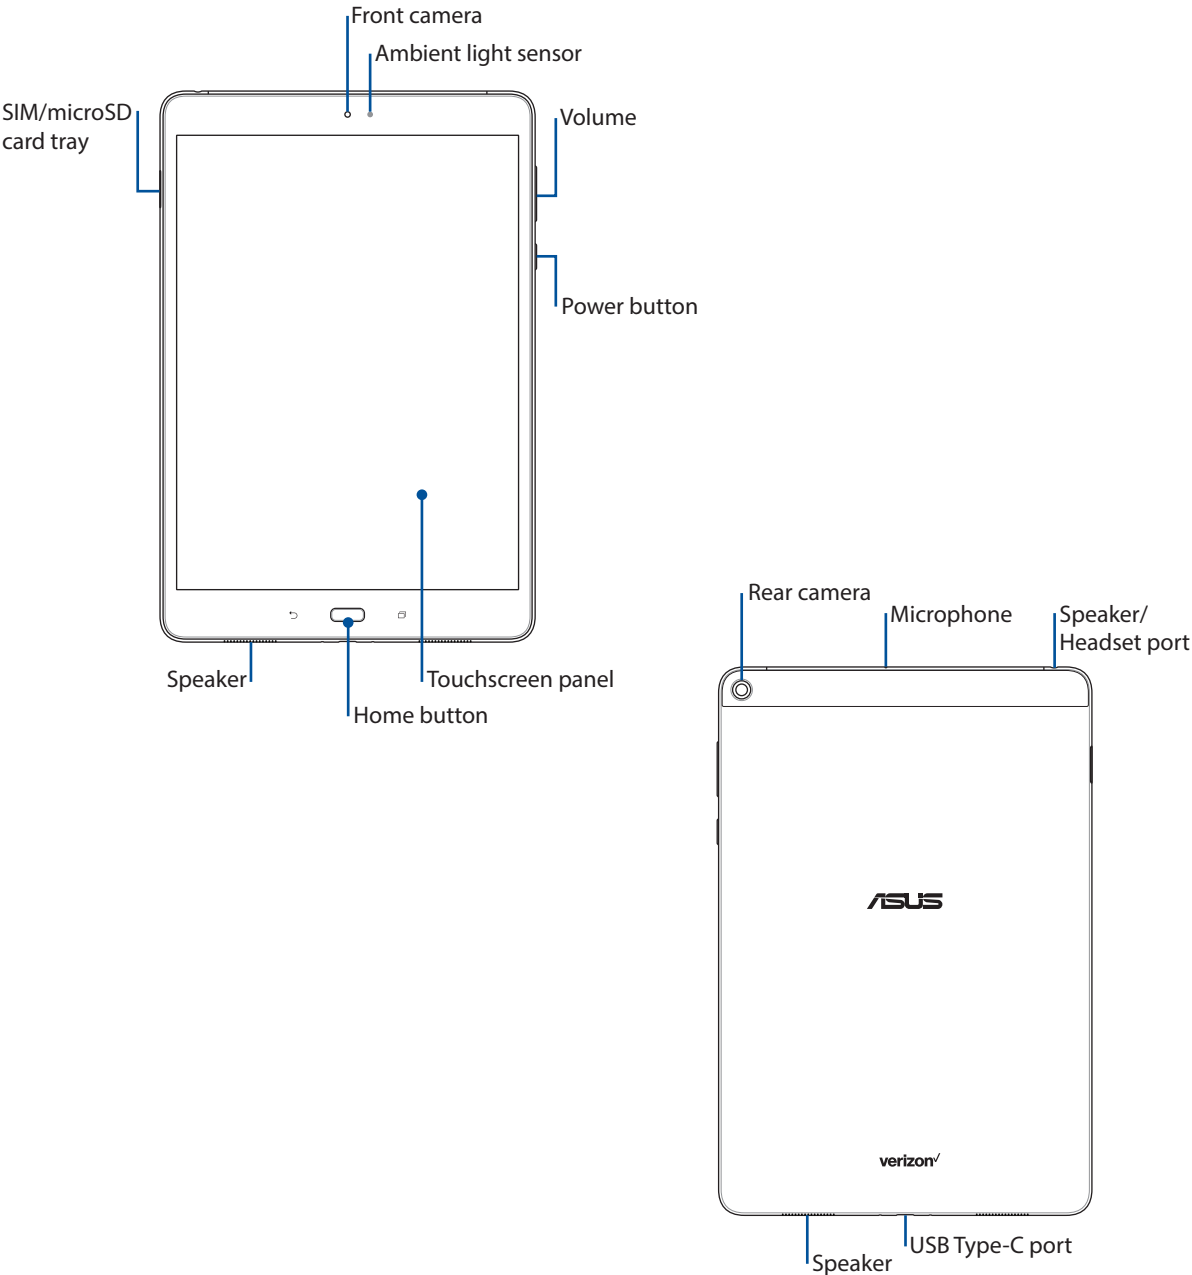 Front camera
Ambient light sensor
SIM/microSD
card tray
Volume
Power button
Speaker
Touchscreen panel
Home button
Rear camera
Microphone
Speaker/
Headset port
ASUS
verizon✓
USB Type-C port
Speaker